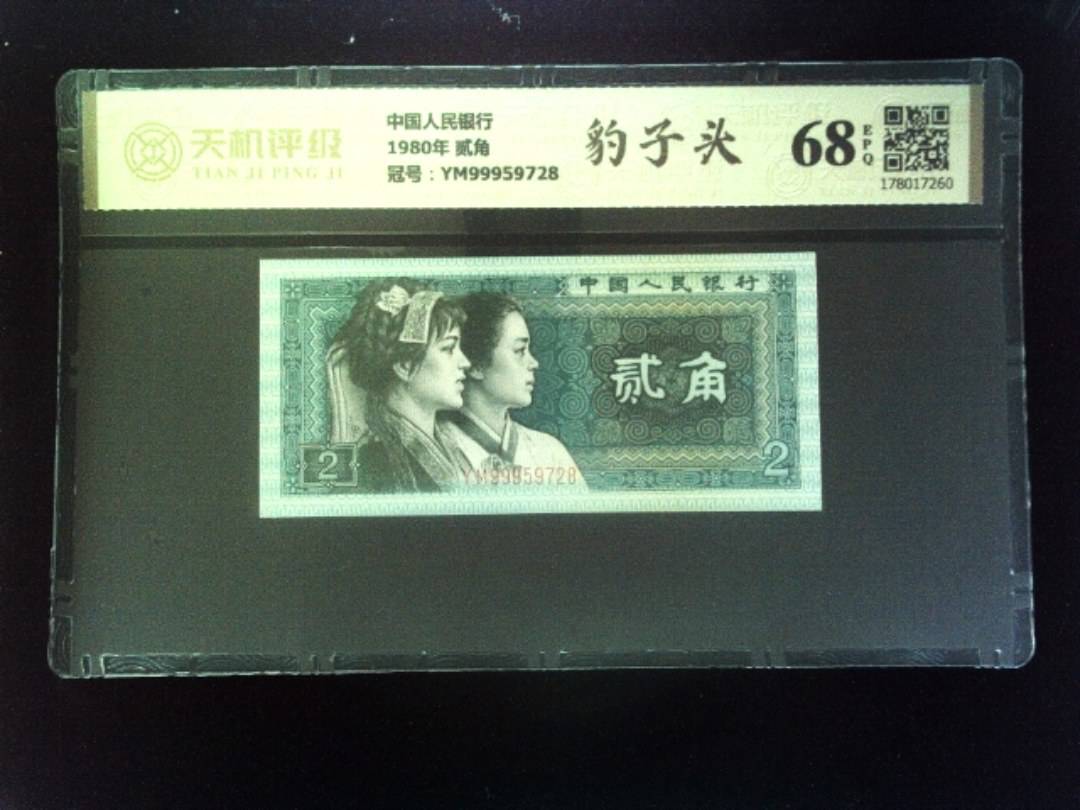 天机评级
TIAN JI PING JI
中国人民银行
1980年 贰角
冠号：YM99959728
豹子头
68
EPQ
178017260
中国人民银行
贰角
2
YM99959728
2